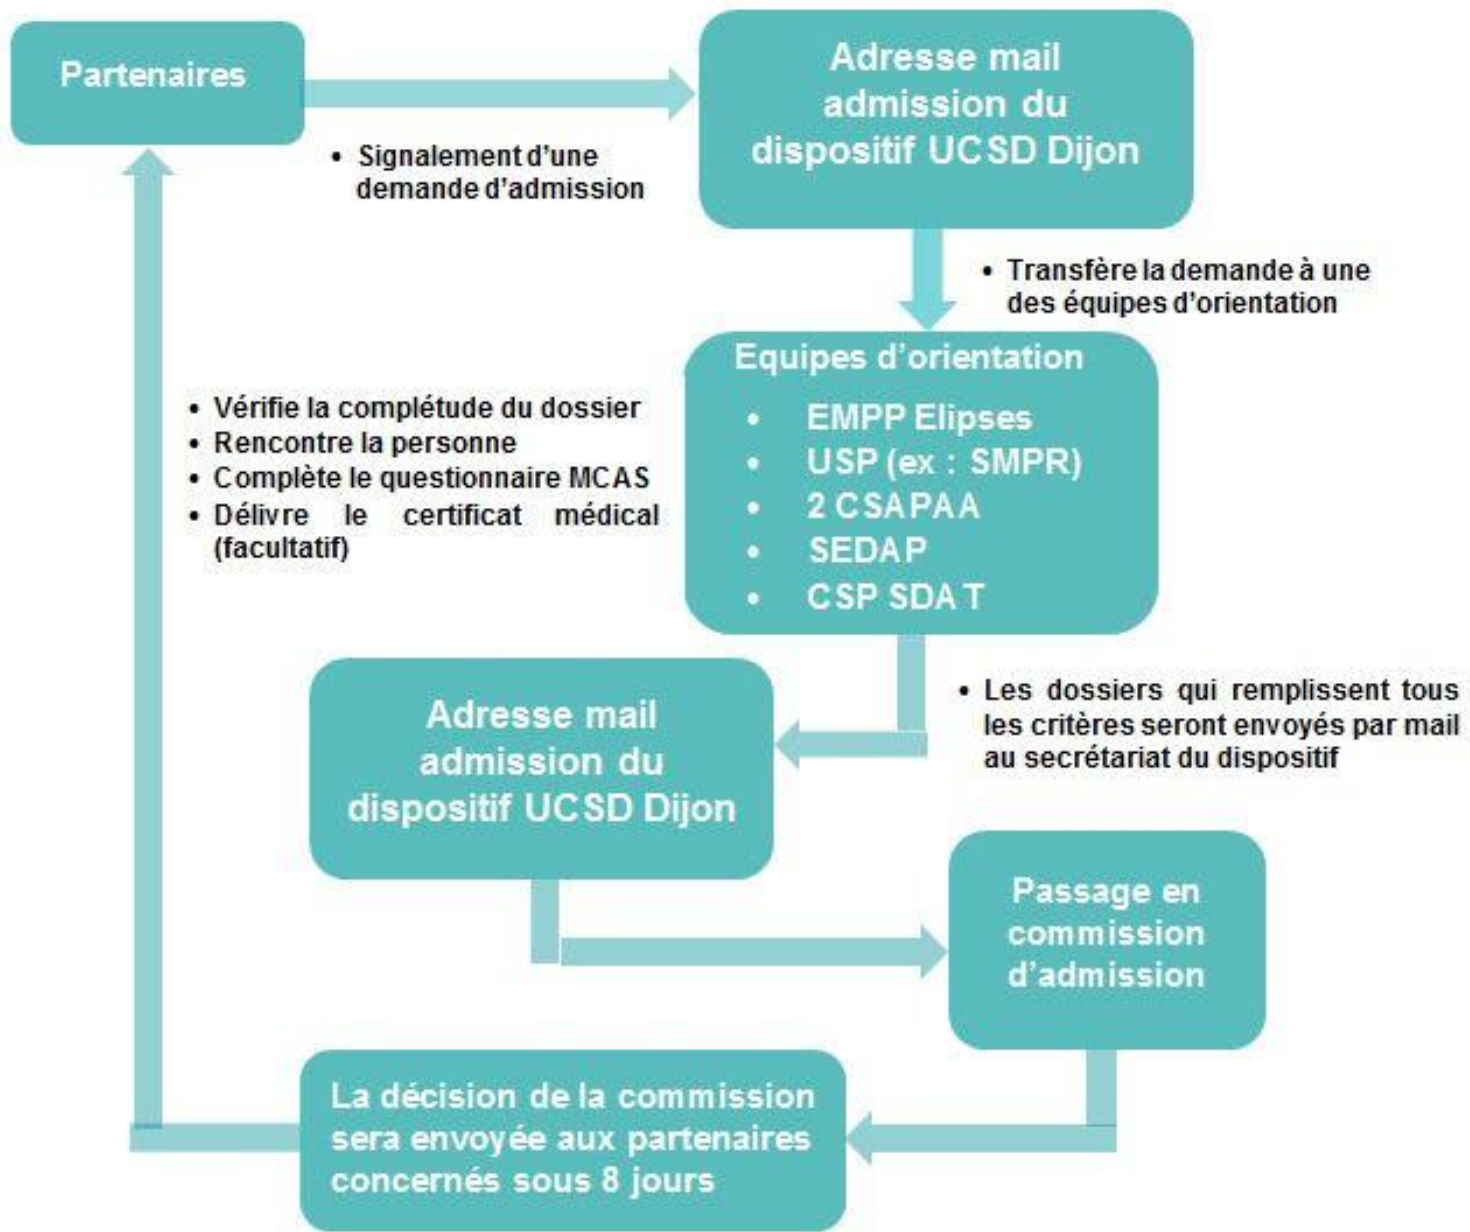 Partenaires
Adresse mail
admission du
dispositif UCSD Dijon
• Signalement d'une
demande d'admission
• Transfère la demande à une
des équipes d'orientation
Equipes d'orientation
• EMPP Elipses
• USP (ex : SMPR)
• 2 CSAPAA
• SEDAP
• CSP SDAT
• Vérifie la complétude du dossier
• Rencontre la personne
• Complète le questionnaire MCAS
• Délivre le certificat médical
(facultatif)
• Les dossiers qui remplissent tous
les critères seront envoyés par mail
au secrétariat du dispositif
Adresse mail
admission du
dispositif UCSD Dijon
Passage en
commission
d'admission
La décision de la commission
sera envoyée aux partenaires
concernés sous 8 jours